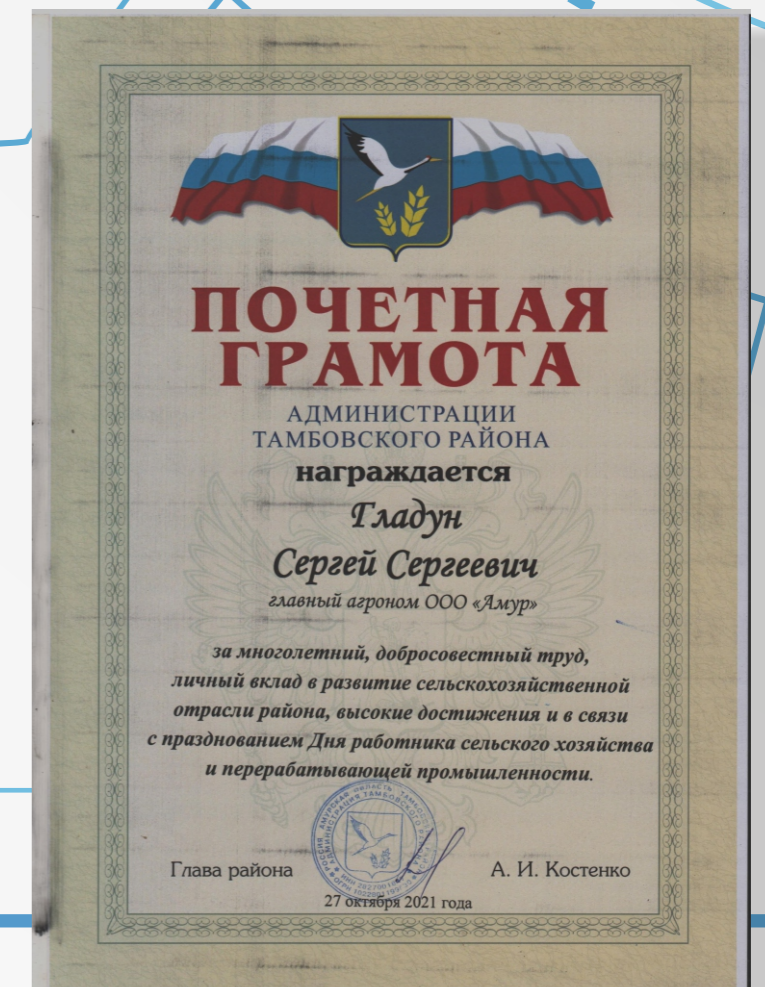 ПОЧЕТНАЯ
ГРАМОТА
АДМИНИСТРАЦИИ
ТАМБОВСКОГО РАЙОНА
награждается
Гладун
Сергей Сергеевич
главный агроном ООО «Амур»
за многолетний, добросовестный труд,
личный вклад в развитие сельскохозяйственной
отрасли района, высокие достижения и в связи
с празднованием Дня работника сельского хозяйства
и перерабатывающей промышленности.
Глава района
А. И. Костенко
27 октября 2021 года